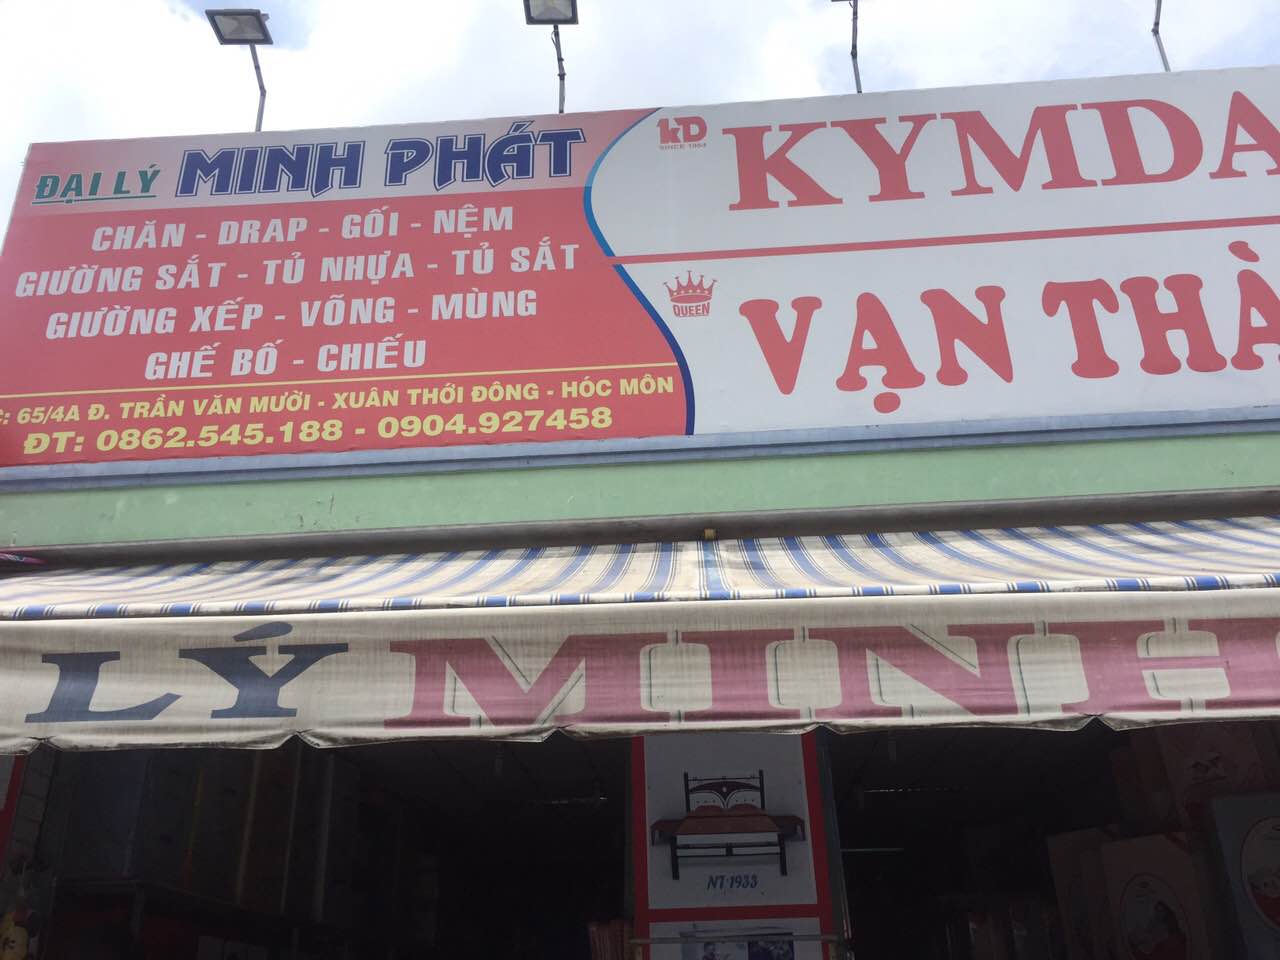 ĐẠI LÝ MINH PHÁT
CHĂN - DRAP - GỐI - NỆM
GIƯỜNG SẮT - TỦ NHỰA - TỦ SẮT
GIƯỜNG XẾP - VÕNG - MÙNG
GHẾ BỐ - CHIẾU
C: 65/4A Đ. TRẦN VĂN MƯỜI - XUÂN THỚI ĐÔNG - HÓC MÔN
ĐT: 0862.545.188 - 0904.927458
kD
SINCE 1954
KYMDA
QUEEN
VẠN THÀ
LÝ MINH
NT-1933